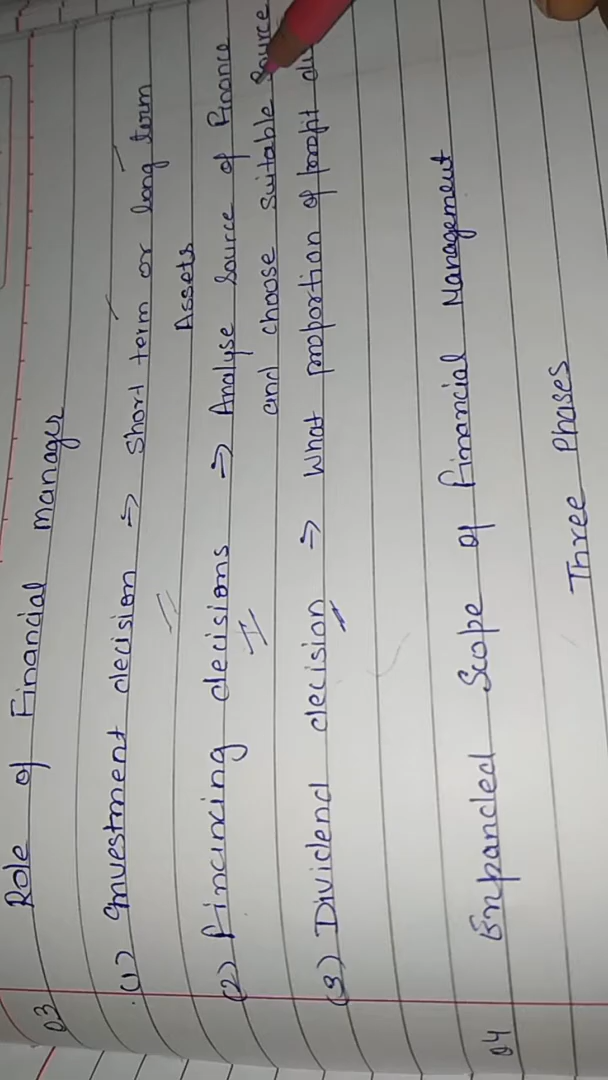 Q3 Role of Financial manager
(1) Investment decision => Short term or long term
Assets
(2) Financing decisions => Analyse Source of Finance
and choose suitable Source
(3) Dividend decision => What proportion of profit
Q4 Expanded Scope of Financial Management
Three Phases